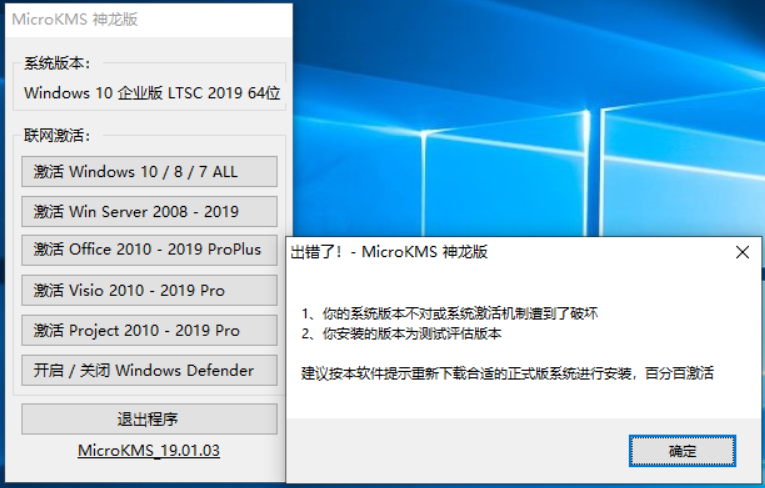 MicroKMS 神龙版
系统版本：
Windows 10 企业版 LTSC 2019 64位
联网激活：
激活 Windows 10 / 8 / 7 ALL
激活 Win Server 2008 - 2019
激活 Office 2010 - 2019 ProPlus
激活 Visio 2010 - 2019 Pro
激活 Project 2010 - 2019 Pro
开启 / 关闭 Windows Defender
退出程序
MicroKMS_19.01.03
出错了！- MicroKMS 神龙版
1、你的系统版本不对或系统激活机制遭到了破坏
2、你安装的版本为测试评估版本
建议按本软件提示重新下载合适的正式版系统进行安装，百分百激活
确定